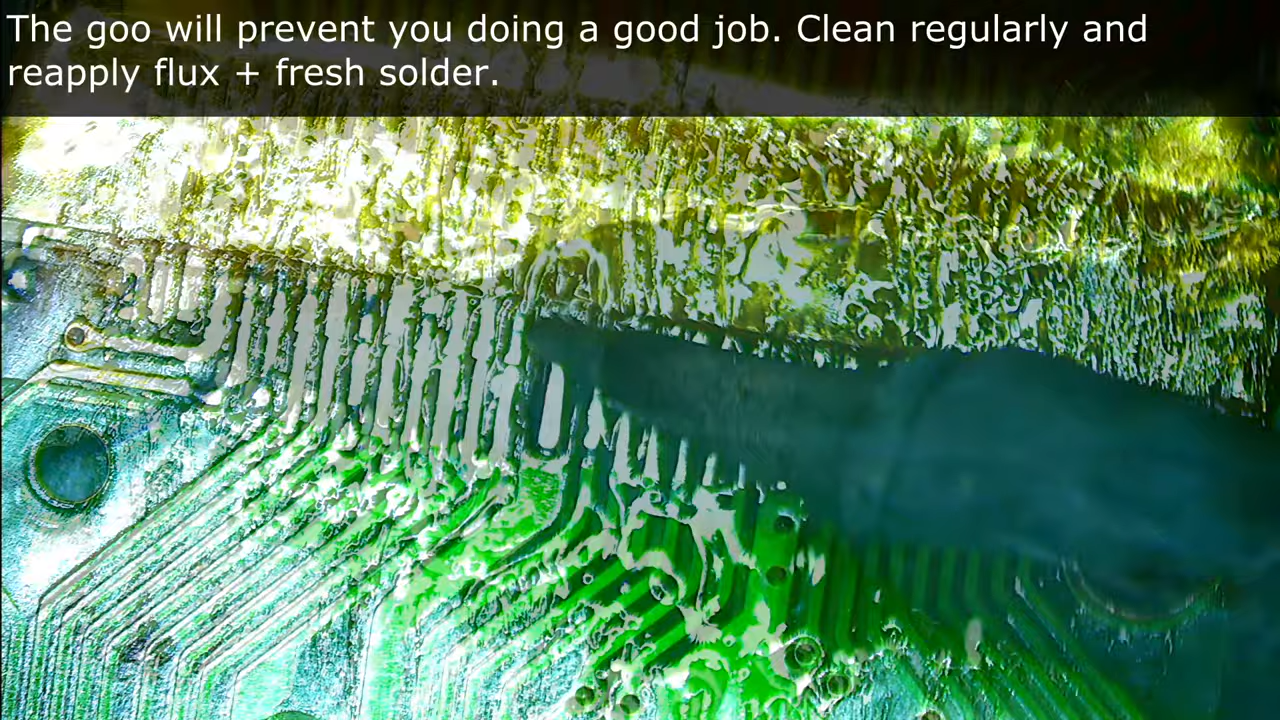 The goo will prevent you doing a good job. Clean regularly and
reapply flux + fresh solder.